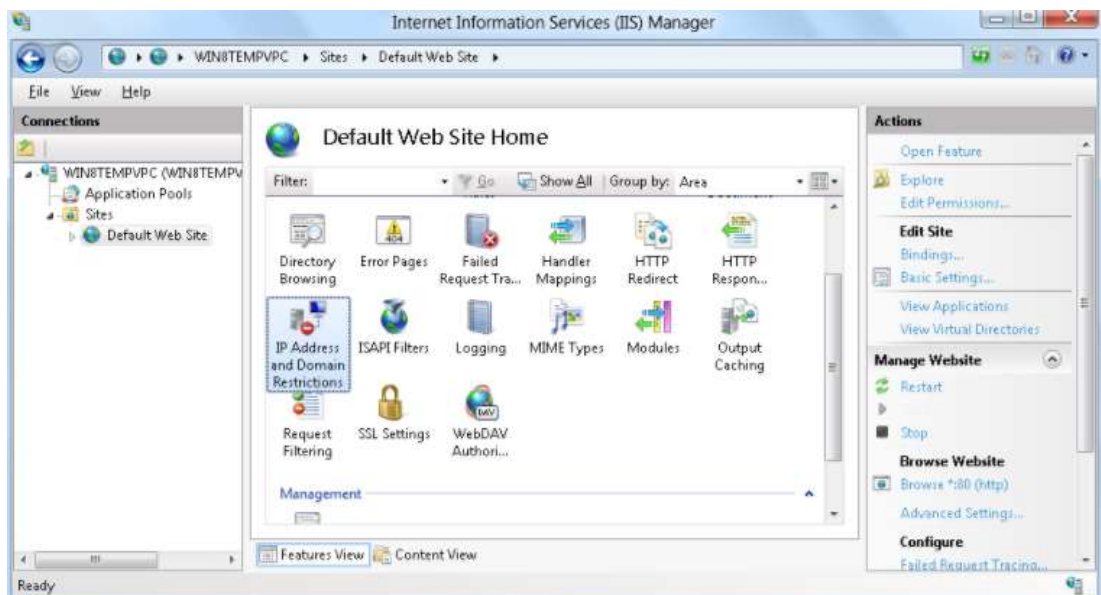 Internet Information Services (IIS) Manager
WIN8TEMPVPC ▸ Sites ▸ Default Web Site ▸
File View Help
Connections
WIN8TEMPVPC (WIN8TEMPV
Application Pools
Sites
Default Web Site
Default Web Site Home
Filter: Go Show All Group by: Area
Directory Browsing
Error Pages
Failed Request Tra...
Handler Mappings
HTTP Redirect
HTTP Respon...
IP Address and Domain Restrictions
ISAPI Filters
Logging
MIME Types
Modules
Output Caching
Request Filtering
SSL Settings
WebDAV Authori...
Management
Features View Content View
Actions
Open Feature
Explore
Edit Permissions...
Edit Site
Bindings...
Basic Settings...
View Applications
View Virtual Directories
Manage Website
Restart
Stop
Browse Website
Browse *:80 (http)
Advanced Settings...
Configure
Failed Request Tracing...
Ready